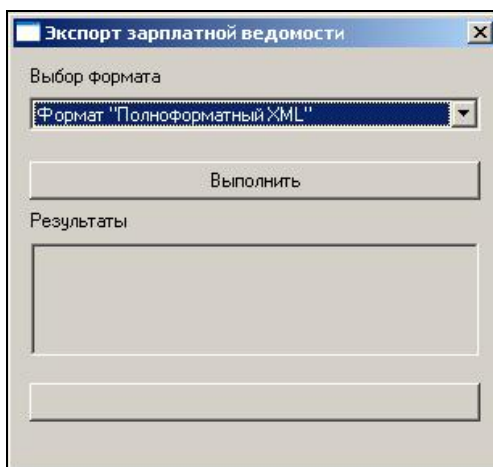 Экспорт зарплатной ведомости
Выбор формата
Формат "Полноформатный XML"
Выполнить
Результаты